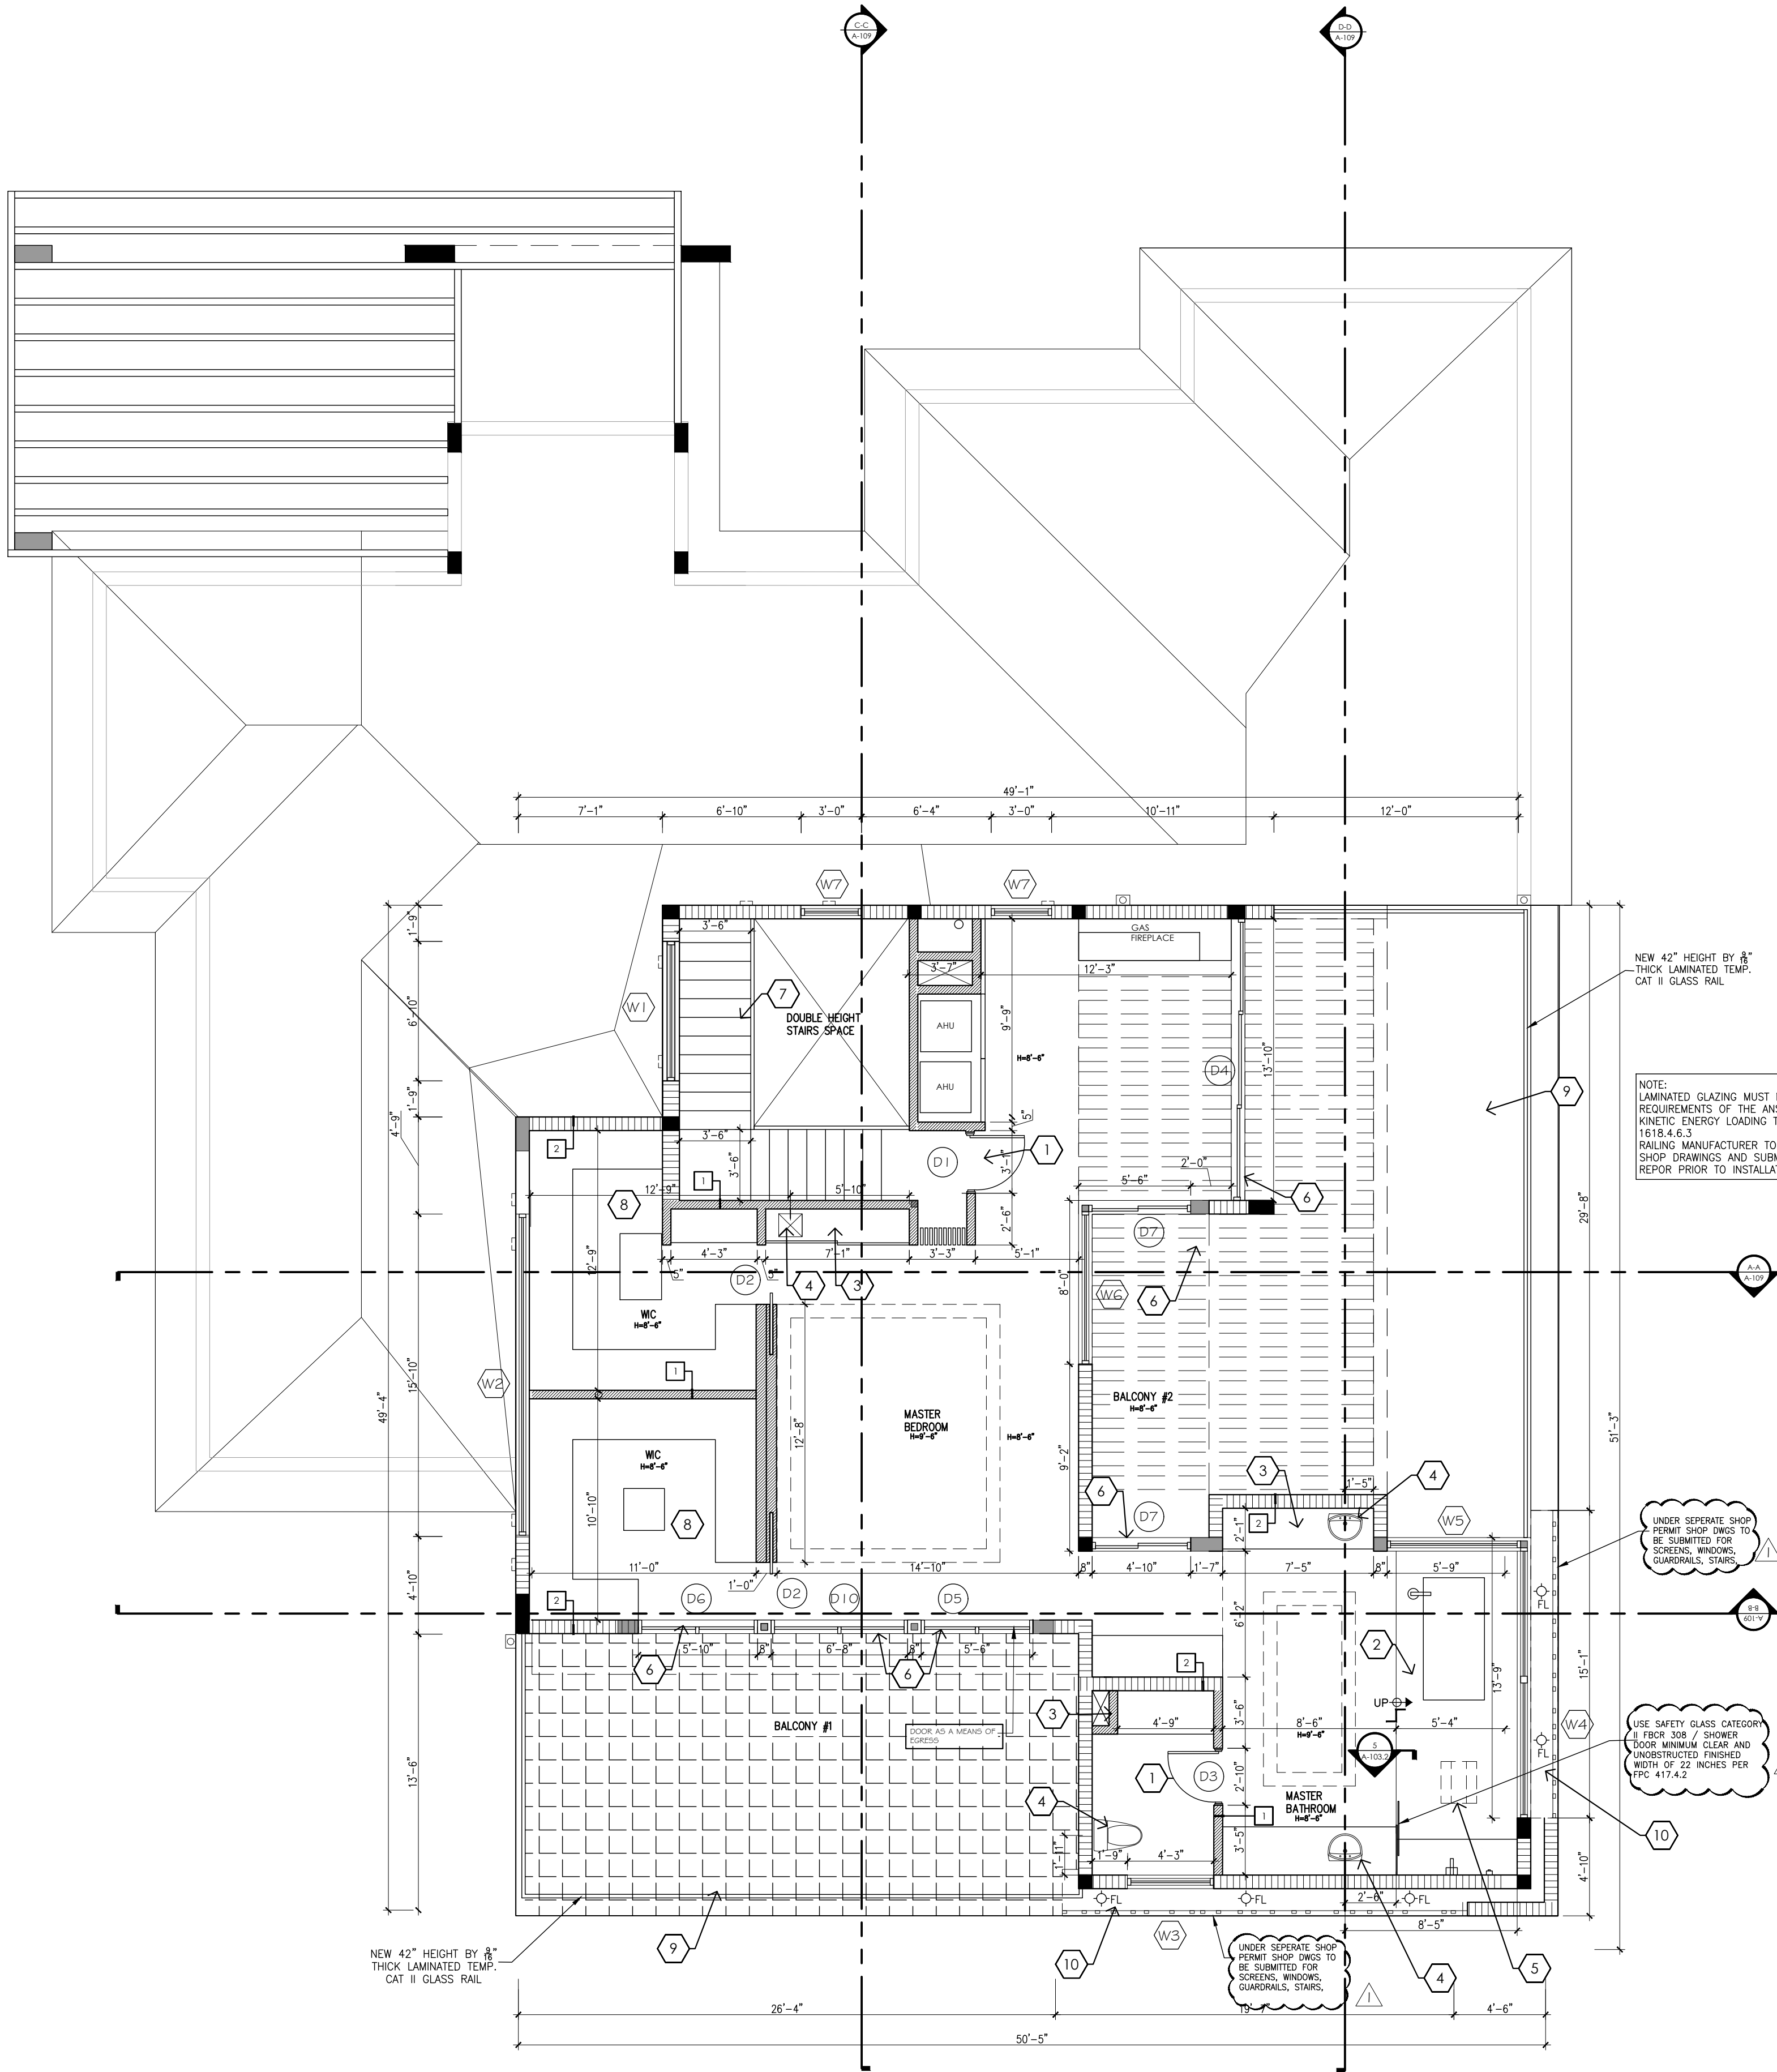 C-C
A-109
D-D
A-109
49'-1"
7'-1"
6'-10"
3'-0"
6'-4"
3'-0"
10'-11"
12'-0"
W7
W7
1'-9"
6'-10"
1'-9"
4'-9"
W1
3'-6"
7
DOUBLE HEIGHT
STAIRS SPACE
3'-7"
AHU
AHU
GAS
FIREPLACE
12'-3"
9'-9"
H=8'-6"
5"
D4
13'-10"
NEW 42" HEIGHT BY 9/16"
THICK LAMINATED TEMP.
CAT II GLASS RAIL
9
NOTE:
LAMINATED GLAZING MUST
REQUIREMENTS OF THE
KINETIC ENERGY LOADING
1618.4.6.3
RAILING MANUFACTURER TO
SHOP DRAWINGS AND
REPOR PRIOR TO
29'-8"
51'-3"
2
3'-6"
3'-6"
D1
1
3'-1"
2'-0"
5'-6"
6
12'-9"
5'-10"
1
8
2'-6"
D7
4'-3"
7'-1"
3'-3"
5'-1"
5"
5"
D2
4
3
12'-9"
8'-0"
W6
6
6
A-A
A-109
WIC
H=8'-6"
1
W2
15'-10"
49'-4"
12'-8"
MASTER
BEDROOM
H=9'-6"
H=8'-6"
BALCONY #2
H=8'-6"
9'-2"
WIC
H=8'-6"
10'-10"
8
6
D7
3
4
1'-5"
2
2'-1"
W5
UNDER SEPERATE SHOP
PERMIT SHOP DWGS TO
BE SUBMITTED FOR
SCREENS, WINDOWS,
GUARDRAILS, STAIRS,
1
4'-10"
11'-0"
1'-0"
14'-10"
8"
4'-10"
1'-7"
7'-5"
8"
5'-9"
2
D6
D2
D10
D5
FL
B-B
A-109
5'-10"
8"
6'-8"
8"
5'-6"
6
6
6'-2"
2
2
13'-9"
15'-1"
UP
BALCONY #1
DOOR AS A MEANS OF
EGRESS
3
4'-9"
3'-6"
8'-6"
H=9'-6"
5'-4"
5
A-103.2
W4
FL
USE SAFETY GLASS CATEGORY
II FBCR 308 / SHOWER
DOOR MINIMUM CLEAR AND
UNOBSTRUCTED FINISHED
WIDTH OF 22 INCHES PER
FPC 417.4.2
13'-6"
1
D3
2'-10"
MASTER
BATHROOM
H=8'-6"
4
1
10
3'-5"
1'-11"
1'-9"
4'-3"
4'-10"
FL
FL
2'-6"
FL
8'-5"
NEW 42" HEIGHT BY 9/16"
THICK LAMINATED TEMP.
CAT II GLASS RAIL
9
10
W3
UNDER SEPERATE SHOP
PERMIT SHOP DWGS TO
BE SUBMITTED FOR
SCREENS, WINDOWS,
GUARDRAILS, STAIRS,
1
4
5
26'-4"
19'-7"
4'-6"
50'-5"